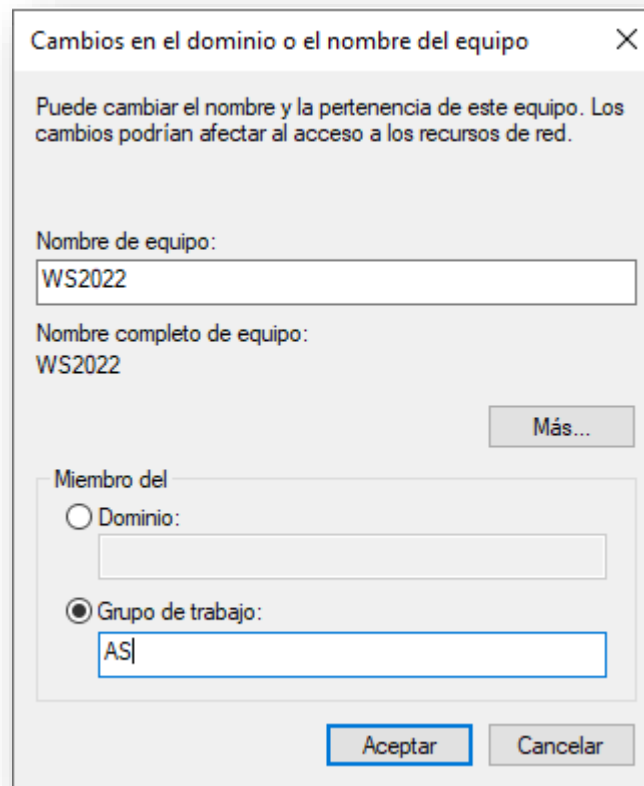 Cambios en el dominio o el nombre del equipo
Puede cambiar el nombre y la pertenencia de este equipo. Los
cambios podrían afectar al acceso a los recursos de red.
Nombre de equipo:
WS2022
Nombre completo de equipo:
WS2022
Más...
Miembro del
Dominio:
Grupo de trabajo:
AS
Aceptar Cancelar